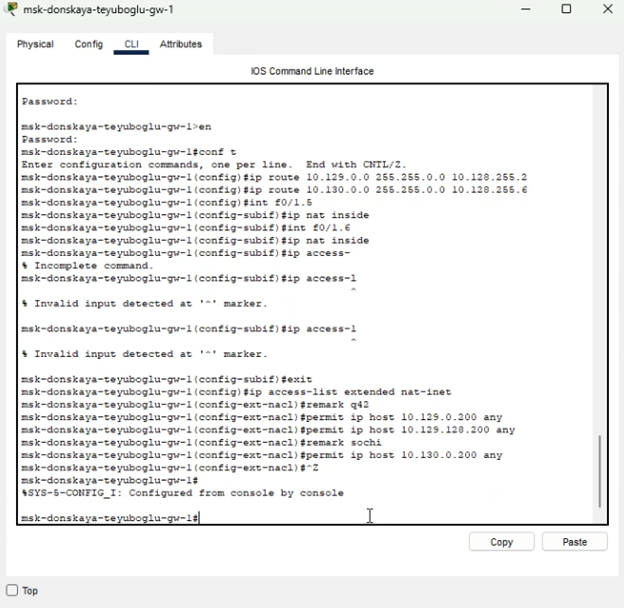 msk-donskaya-teyuboglu-gw-1
Physical Config CLI Attributes
IOS Command Line Interface
Password:
msk-donskaya-teyuboglu-gw-1>en
Password:
msk-donskaya-teyuboglu-gw-1#conf t
Enter configuration commands, one per line.  End with CNTL/Z.
msk-donskaya-teyuboglu-gw-1(config)#ip route 10.129.0.0 255.255.0.0 10.128.255.2
msk-donskaya-teyuboglu-gw-1(config)#ip route 10.130.0.0 255.255.0.0 10.128.255.6
msk-donskaya-teyuboglu-gw-1(config)#int f0/1.5
msk-donskaya-teyuboglu-gw-1(config-subif)#ip nat inside
msk-donskaya-teyuboglu-gw-1(config-subif)#int f0/1.6
msk-donskaya-teyuboglu-gw-1(config-subif)#ip nat inside
msk-donskaya-teyuboglu-gw-1(config-subif)#ip access-
% Incomplete command.
msk-donskaya-teyuboglu-gw-1(config-subif)#ip access-l
^
% Invalid input detected at '^' marker.
msk-donskaya-teyuboglu-gw-1(config-subif)#ip access-l
^
% Invalid input detected at '^' marker.
msk-donskaya-teyuboglu-gw-1(config-subif)#exit
msk-donskaya-teyuboglu-gw-1(config)#ip access-list extended nat-inet
msk-donskaya-teyuboglu-gw-1(config-ext-nacl)#remark q42
msk-donskaya-teyuboglu-gw-1(config-ext-nacl)#permit ip host 10.129.0.200 any
msk-donskaya-teyuboglu-gw-1(config-ext-nacl)#permit ip host 10.129.128.200 any
msk-donskaya-teyuboglu-gw-1(config-ext-nacl)#remark sochi
msk-donskaya-teyuboglu-gw-1(config-ext-nacl)#permit ip host 10.130.0.200 any
msk-donskaya-teyuboglu-gw-1(config-ext-nacl)#^Z
msk-donskaya-teyuboglu-gw-1#
%SYS-5-CONFIG_I: Configured from console by console
msk-donskaya-teyuboglu-gw-1#
Copy Paste
Top